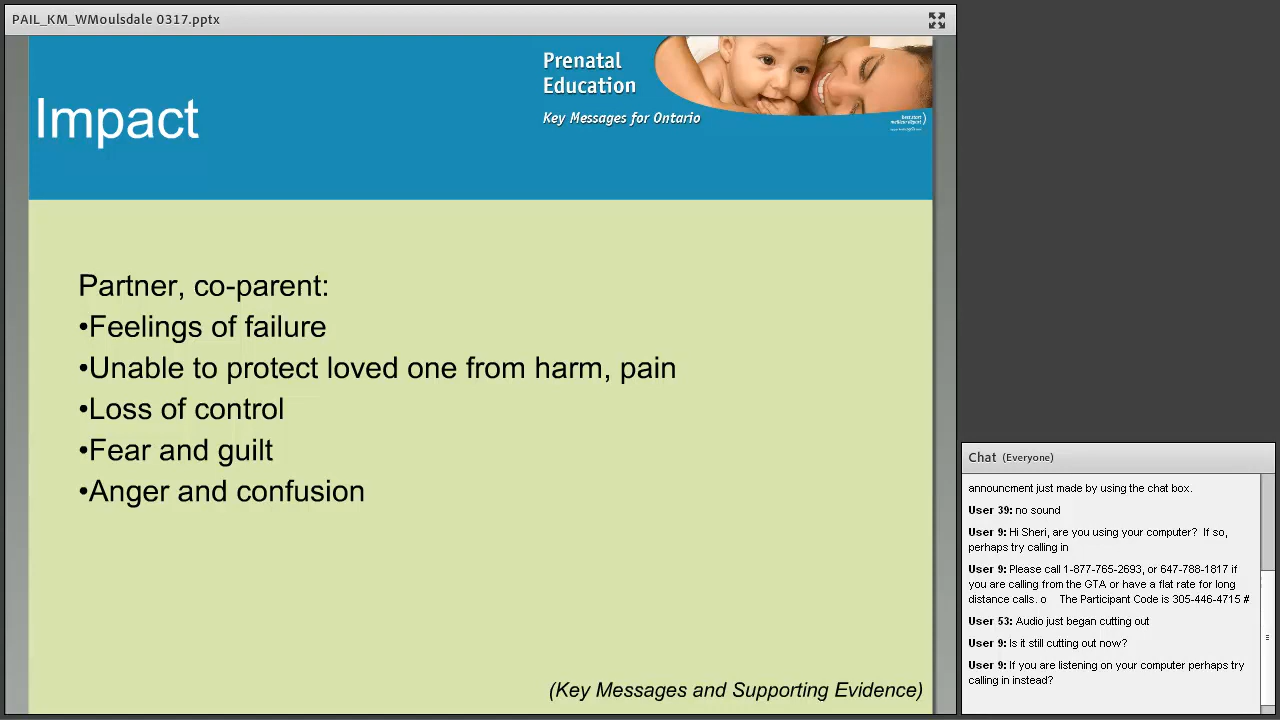 PAIL_KM_WMoulsdale 0317.pptx
Prenatal
Education
Key Messages for Ontario
Impact
Partner, co-parent:
•Feelings of failure
•Unable to protect loved one from harm, pain
•Loss of control
•Fear and guilt
•Anger and confusion
(Key Messages and Supporting Evidence)
Chat (Everyone)
announcment just made by using the chat box.
User 39: no sound
User 9: Hi Sheri, are you using your computer? If so,
perhaps try calling in
User 9: Please call 1-877-765-2693, or 647-788-1817 if
you are calling from the GTA or have a flat rate for long
distance calls. o The Participant Code is 305-446-4715 #
User 53: Audio just began cutting out
User 9: Is it still cutting out now?
User 9: If you are listening on your computer perhaps try
calling in instead?